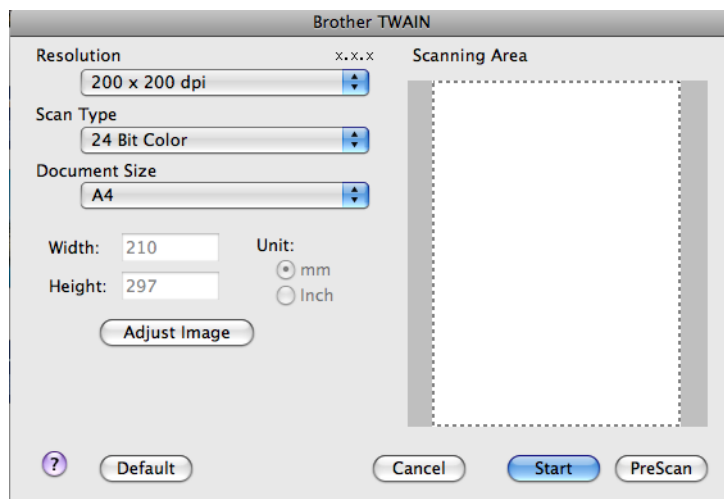 Brother TWAIN
Resolution x.x.x
200 x 200 dpi
Scan Type
24 Bit Color
Document Size
A4
Width: 210
Height: 297
Unit:
mm
Inch
Adjust Image
Scanning Area
? Default Cancel Start PreScan